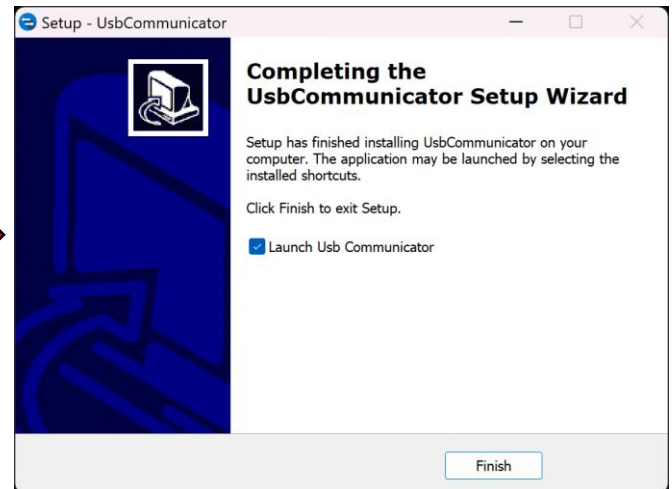 Setup - UsbCommunicator
Completing the
UsbCommunicator Setup Wizard
Setup has finished installing UsbCommunicator on your
computer. The application may be launched by selecting the
installed shortcuts.
Click Finish to exit Setup.
Launch Usb Communicator
Finish